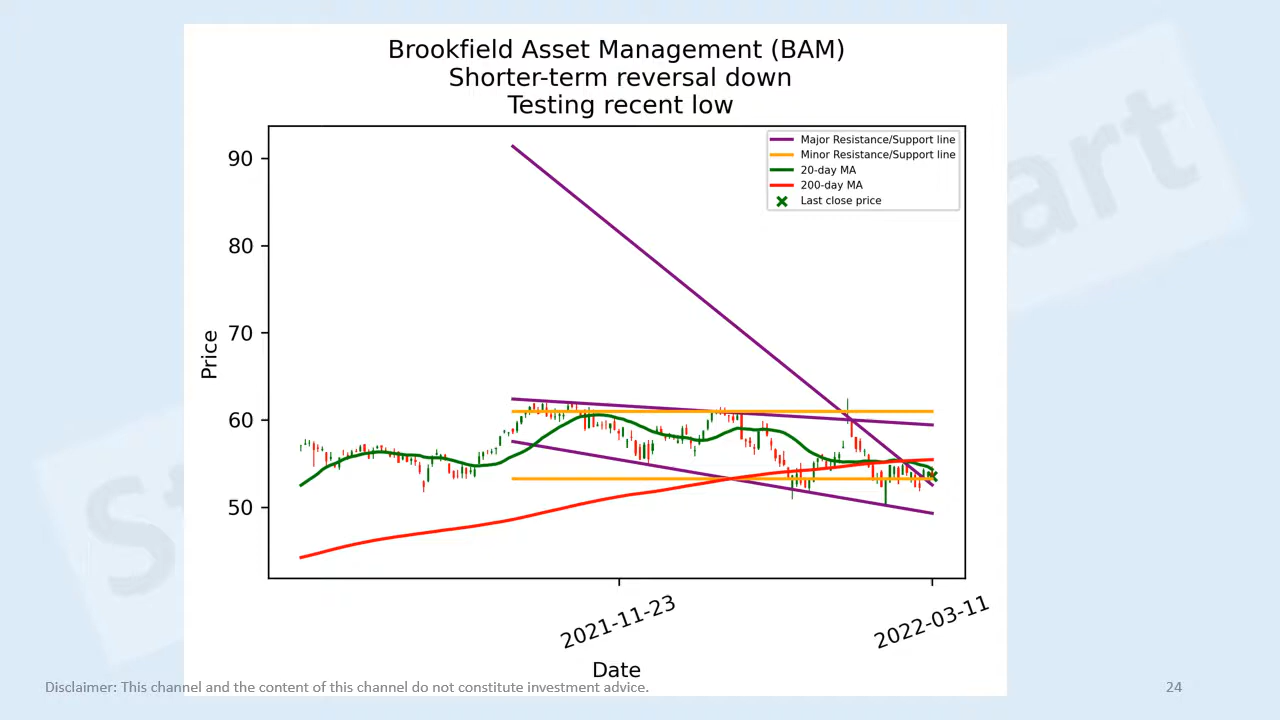 Brookfield Asset Management (BAM)
Shorter-term reversal down
Testing recent low
Major Resistance/Support line
Minor Resistance/Support line
20-day MA
200-day MA
Last close price
90
80
70
60
50
Price
2021-11-23
2022-03-11
Date
Disclaimer: This channel and the content of this channel do not constitute investment advice.
24